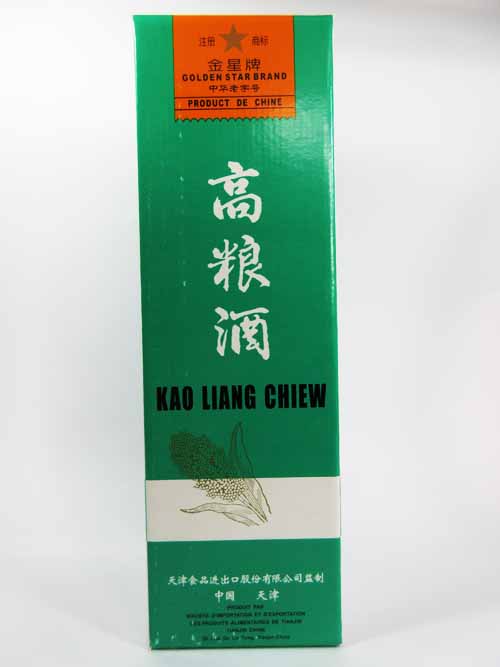 注册 商标
金星牌
GOLDEN STAR BRAND
中华老字号
PRODUCT DE CHINE
高
粮
酒
KAO LIANG CHIEW
天津食品进出口股份有限公司监制
中国 天津
PRODUIT PAR
SOCIETE D'IMPORTATION ET D'EXPORTATION
LES PRODUITS ALIMENTAIRES DE TIANJIN
TIANJIN CHINE